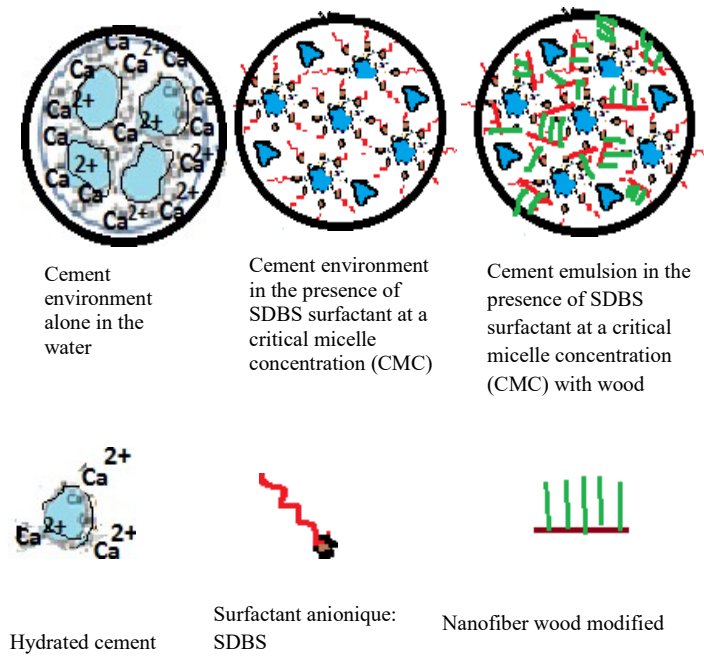 Ca 2+
Ca
Ca
Ca
2+
Ca
Ca
Ca
Ca
2+
Ca
2+
Ca
Ca
2+
Ca 2+
Ca
Cement
environment
alone in the
water
Cement environment
in the presence of
SDBS surfactant at a
critical micelle
concentration (CMC)
Cement emulsion in the
presence of SDBS
surfactant at a critical
micelle concentration
(CMC) with wood
2+
Ca
Ca
2+
2+
Ca
Hydrated cement
Surfactant anionique:
SDBS
Nanofiber wood modified